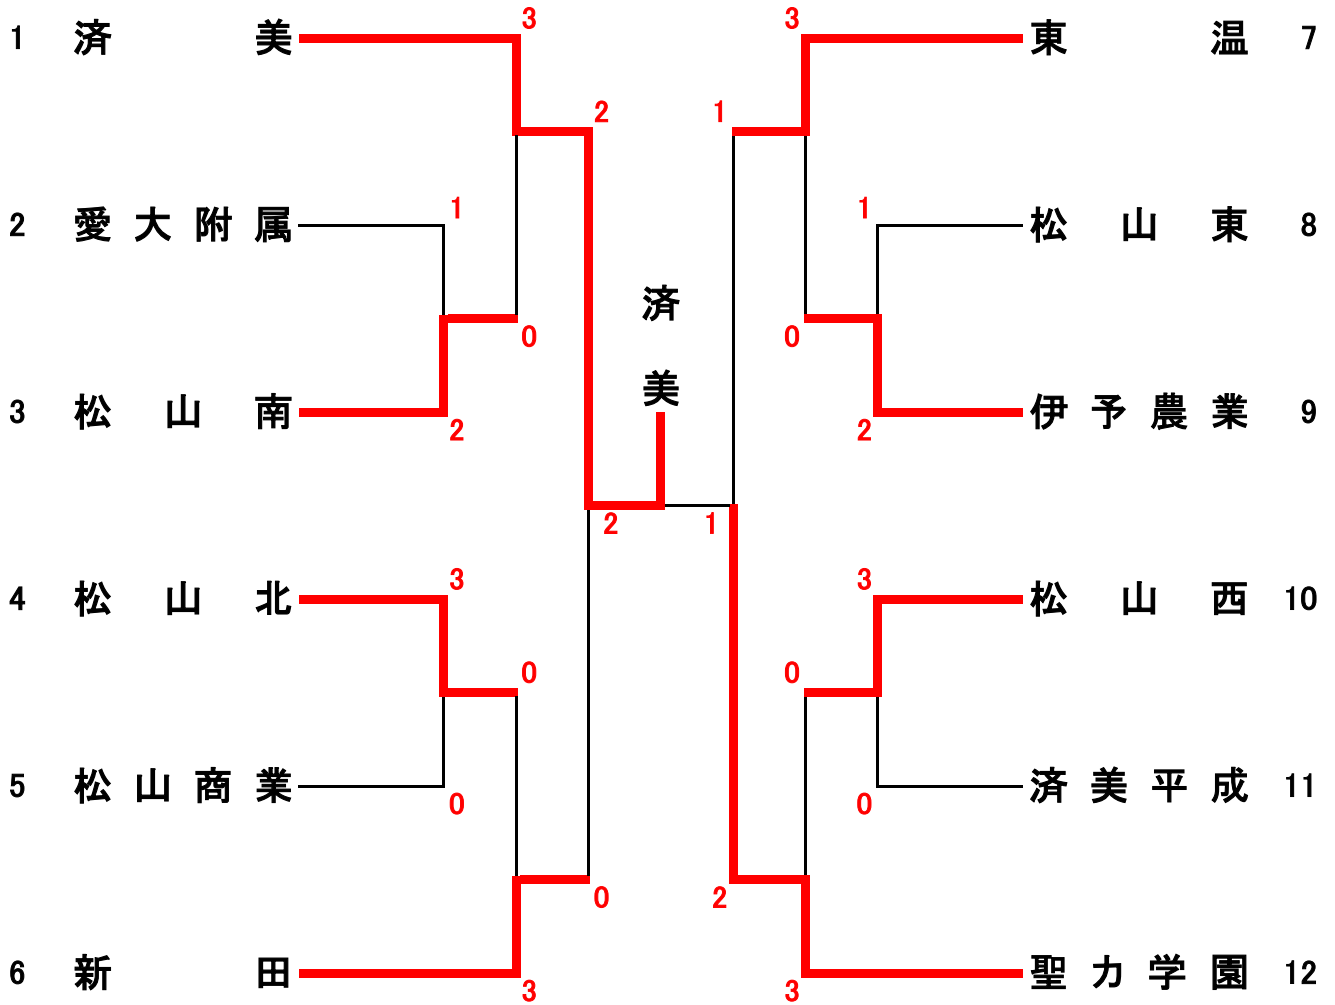 1 済美 3
2 愛大附属 1
3 松山南 2
0
2
4 松山北 3
5 松山商業 0
0
6 新田 3
0
済美
2 1
3 東温 7
1 松山東 8
2 伊予農業 9
0
1
3 松山西 10
0 済美平成 11
0
3 聖カ学園 12
2